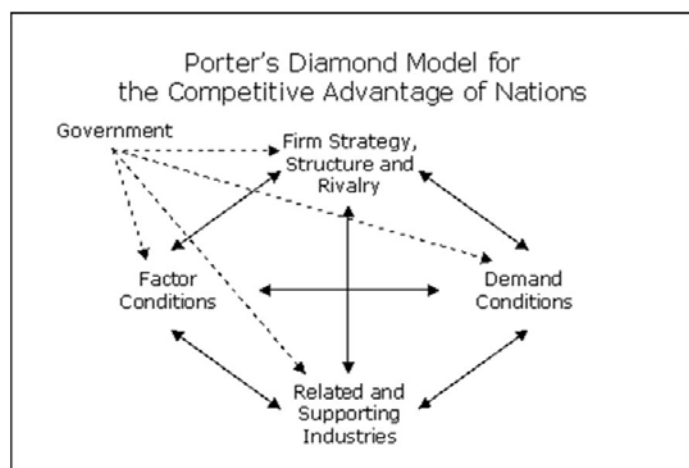 Porter's Diamond Model for
the Competitive Advantage of Nations
Government
Firm Strategy,
Structure and
Rivalry
Factor
Conditions
Demand
Conditions
Related and
Supporting
Industries